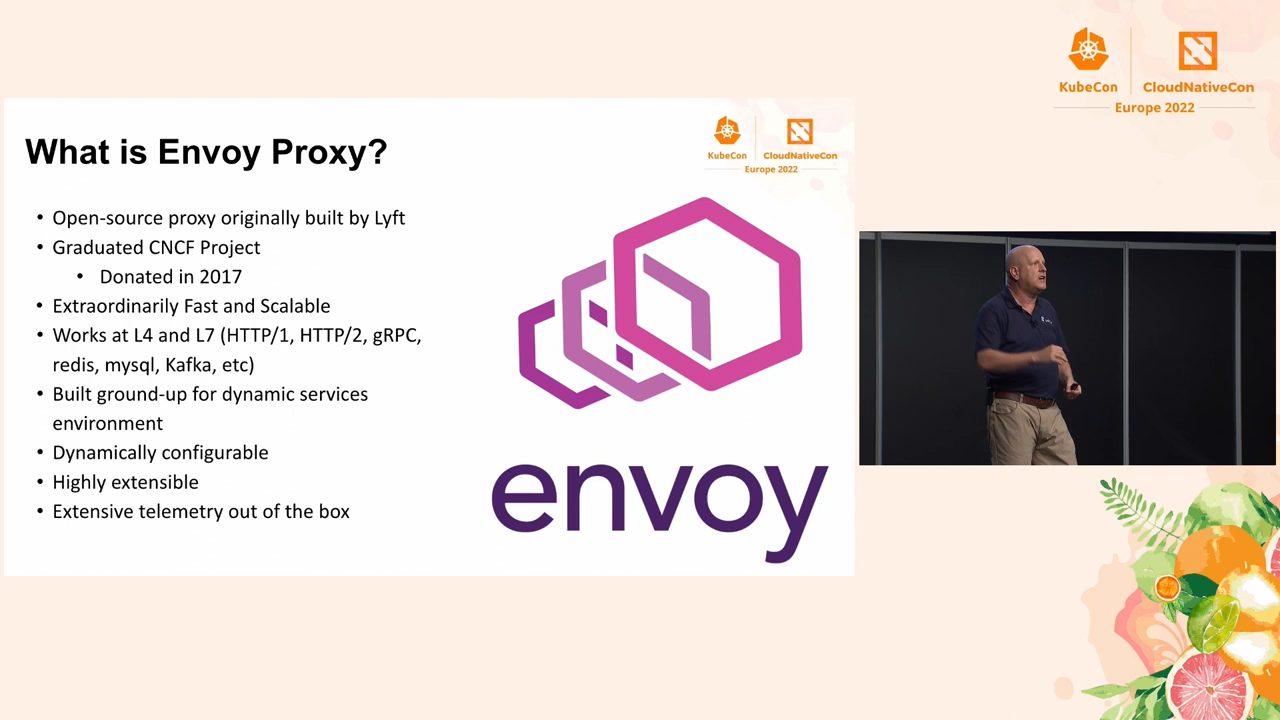 KubeCon
CloudNativeCon
Europe 2022
What is Envoy Proxy?
KubeCon
CloudNativeCon
Europe 2022
• Open-source proxy originally built by Lyft
• Graduated CNCF Project
• Donated in 2017
• Extraordinarily Fast and Scalable
• Works at L4 and L7 (HTTP/1, HTTP/2, gRPC,
redis, mysql, Kafka, etc)
• Built ground-up for dynamic services
environment
• Dynamically configurable
• Highly extensible
• Extensive telemetry out of the box
envoy